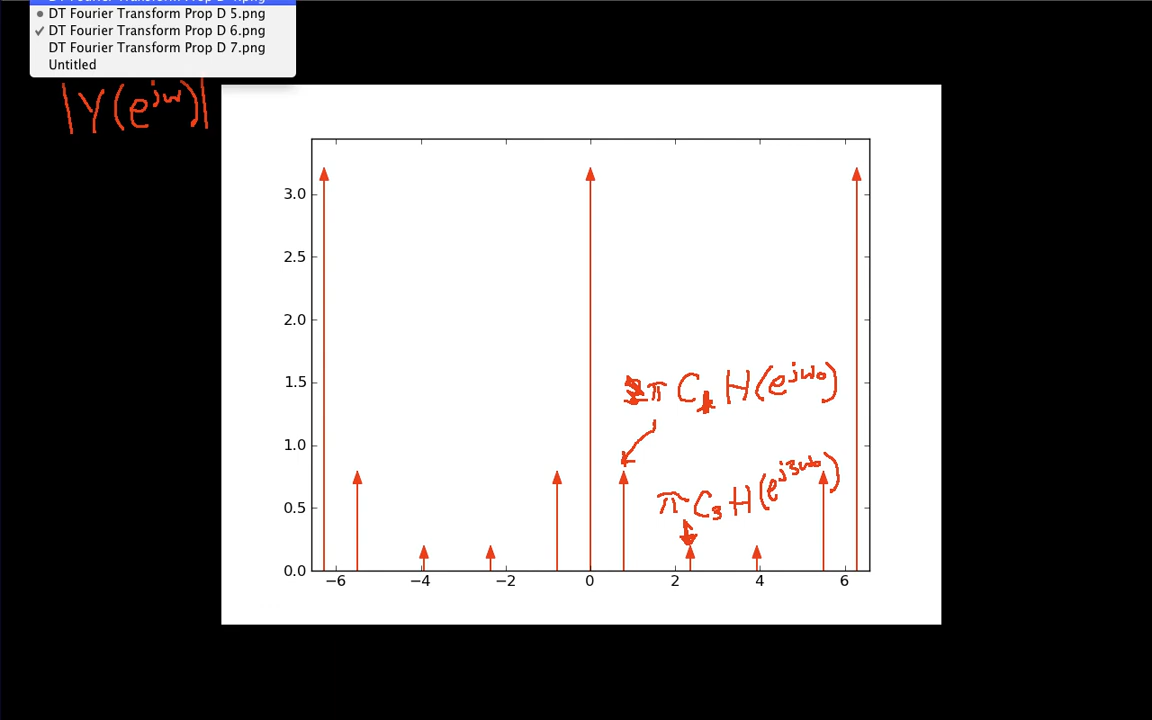 DT Fourier Transform Prop D 5.png
DT Fourier Transform Prop D 6.png
DT Fourier Transform Prop D 7.png
Untitled
|Y(e^jω)|
3.0
2.5
2.0
1.5
1.0
0.5
0.0
π C₁ H(e^jω₀)
π C₃ H(e^j3ω₀)
−6 −4 −2 0 2 4 6